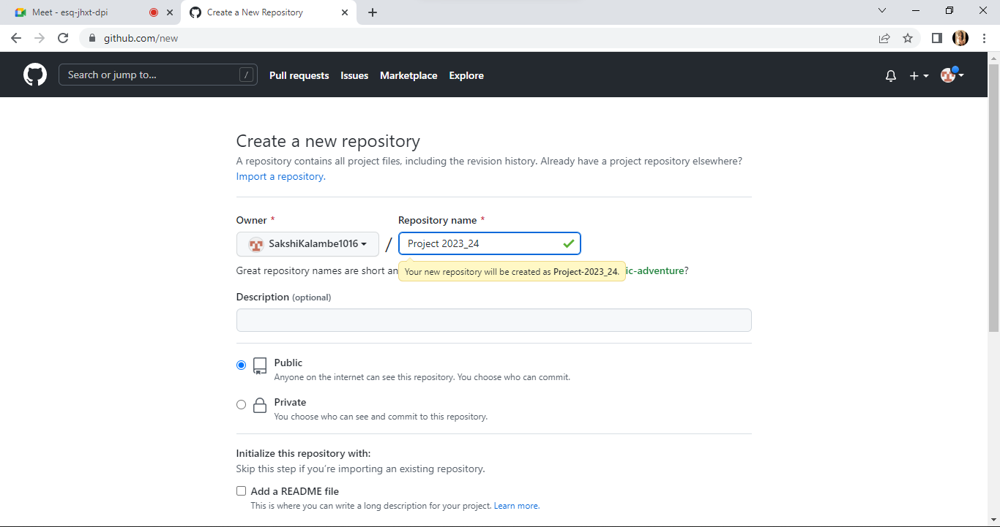 Meet - esq-jhxt-dpi
Create a New Repository
github.com/new
Search or jump to... /
Pull requests Issues Marketplace Explore
Create a new repository
A repository contains all project files, including the revision history. Already have a project repository elsewhere?
Import a repository.
Owner * Repository name *
SakshiKalambe1016 / Project 2023_24
Great repository names are short an
Your new repository will be created as Project-2023_24.
ic-adventure?
Description (optional)
Public
Anyone on the internet can see this repository. You choose who can commit.
Private
You choose who can see and commit to this repository.
Initialize this repository with:
Skip this step if you’re importing an existing repository.
Add a README file
This is where you can write a long description for your project. Learn more.